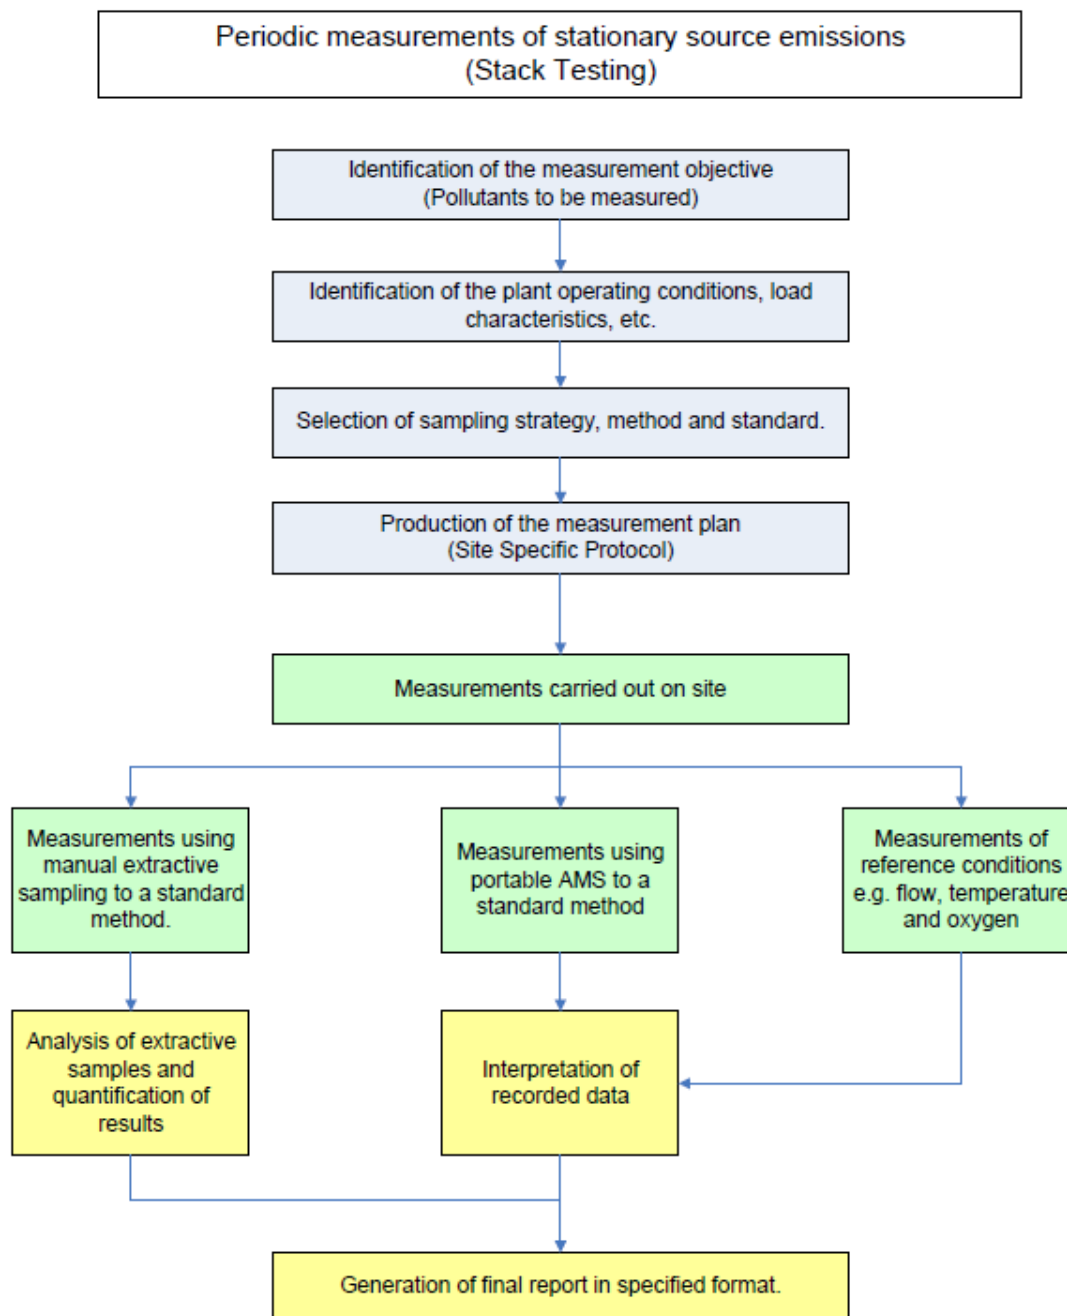 Periodic measurements of stationary source emissions
(Stack Testing)
Identification of the measurement objective
(Pollutants to be measured)
Identification of the plant operating conditions, load
characteristics, etc.
Selection of sampling strategy, method and standard.
Production of the measurement plan
(Site Specific Protocol)
Measurements carried out on site
Measurements using
manual extractive
sampling to a standard
method.
Measurements using
portable AMS to a
standard method
Measurements of
reference conditions
e.g. flow, temperature
and oxygen
Analysis of extractive
samples and
quantification of
results
Interpretation of
recorded data
Generation of final report in specified format.